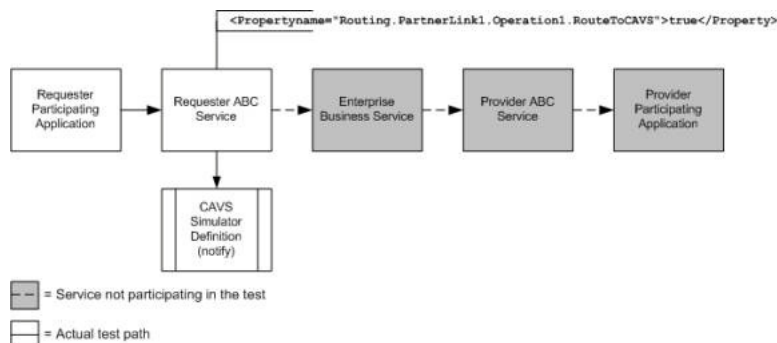 <Propertyname="Routing.PartnerLink1.Operation1.RouteToCAVS">true</Property>
Requester
Participating
Application
Requester ABC
Service
Enterprise
Business Service
Provider ABC
Service
Provider
Participating
Application
CAVS
Simulator
Definition
(notify)
= Service not participating in the test
= Actual test path